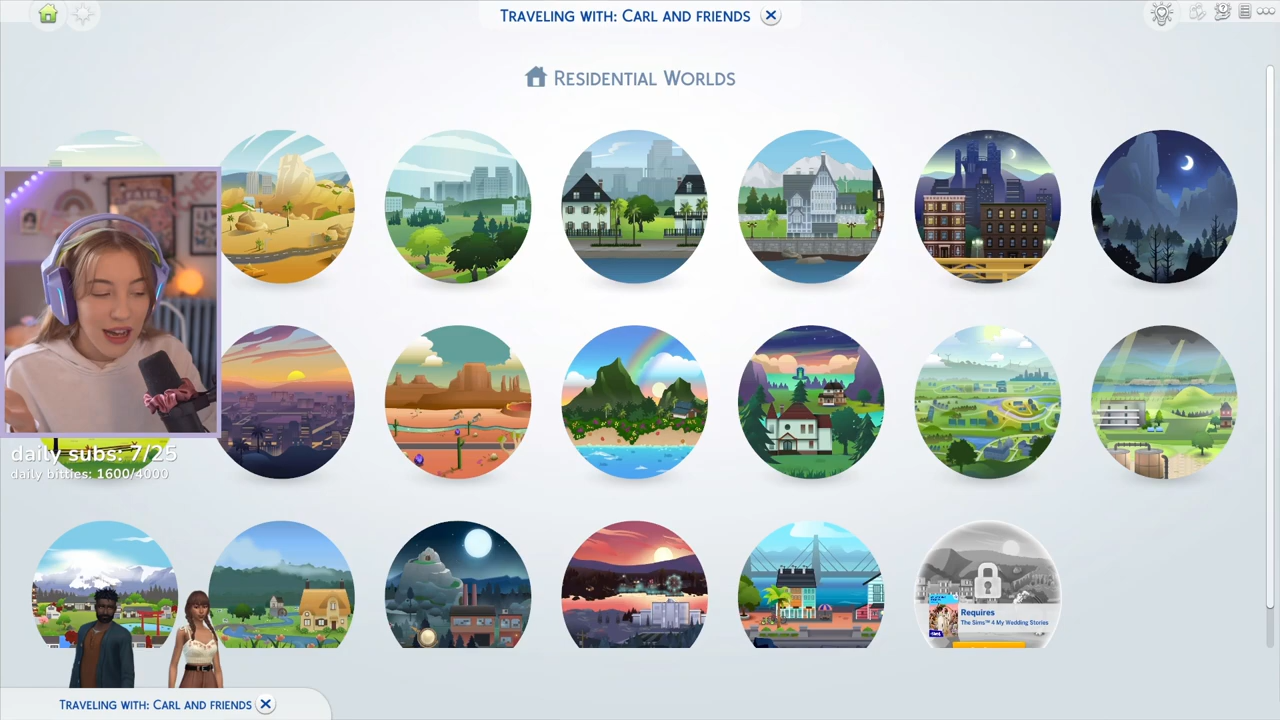 TRAVELING WITH: CARL AND FRIENDS
RESIDENTIAL WORLDS
daily subs: 7/25
daily bitties: 1600/4000
Requires
The Sims™ 4 My Wedding Stories
TRAVELING WITH: CARL AND FRIENDS